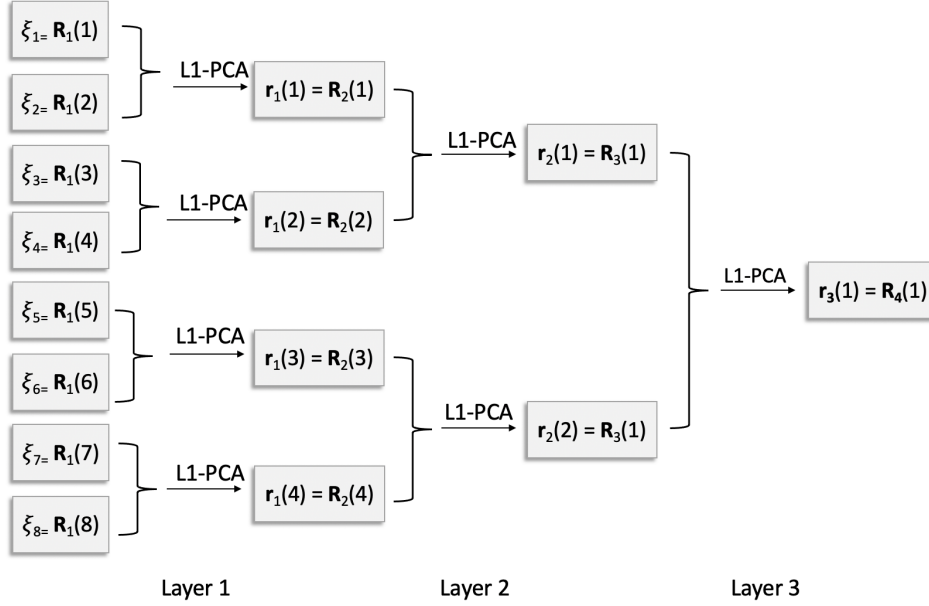 ξ₁₌ R₁(1)
ξ₂₌ R₁(2)
ξ₃₌ R₁(3)
ξ₄₌ R₁(4)
ξ₅₌ R₁(5)
ξ₆₌ R₁(6)
ξ₇₌ R₁(7)
ξ₈₌ R₁(8)
L1-PCA
L1-PCA
L1-PCA
L1-PCA
r₁(1) = R₂(1)
r₁(2) = R₂(2)
r₁(3) = R₂(3)
r₁(4) = R₂(4)
L1-PCA
L1-PCA
r₂(1) = R₃(1)
r₂(2) = R₃(1)
L1-PCA
r₃(1) = R₄(1)
Layer 1
Layer 2
Layer 3